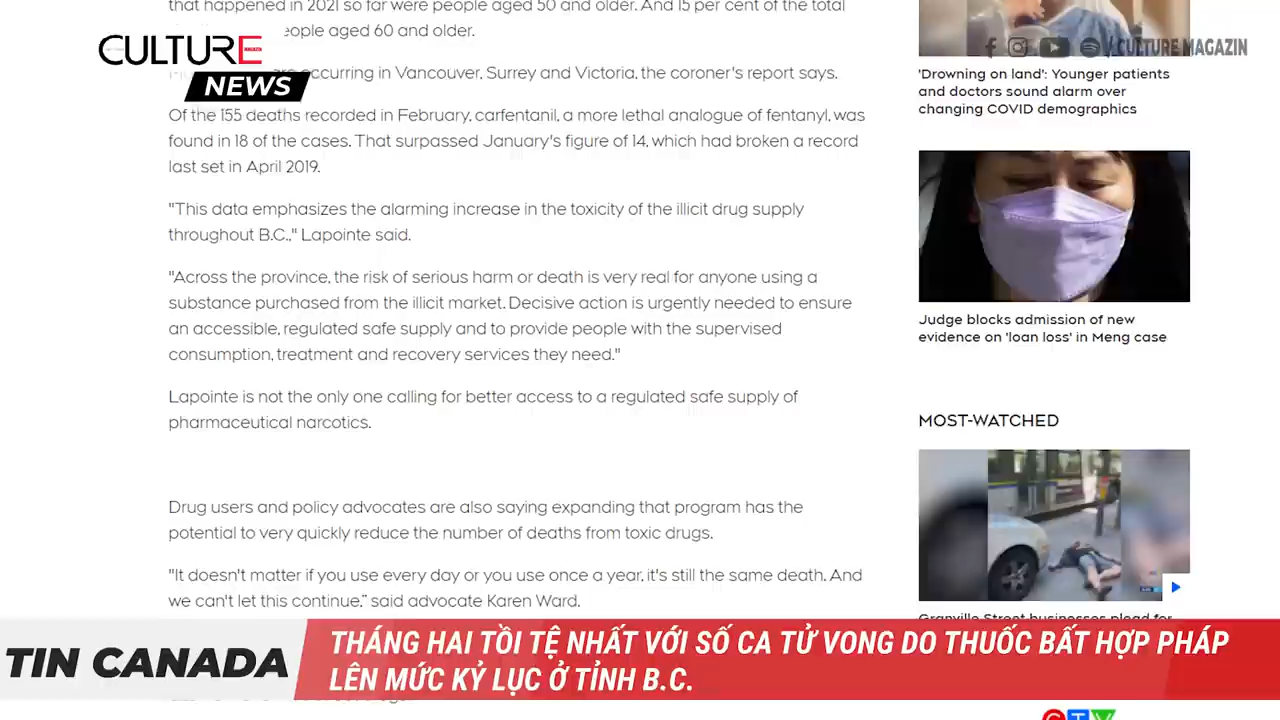 that happened in 2021 so far were people aged 50 and older. And 15 per cent of the total
people aged 60 and older.
CULTURE
NEWS
occurring in Vancouver, Surrey and Victoria, the coroner's report says.
Of the 155 deaths recorded in February, carfentanil, a more lethal analogue of fentanyl, was
found in 18 of the cases. That surpassed January's figure of 14, which had broken a record
last set in April 2019.
"This data emphasizes the alarming increase in the toxicity of the illicit drug supply
throughout B.C.," Lapointe said.
"Across the province, the risk of serious harm or death is very real for anyone using a
substance purchased from the illicit market. Decisive action is urgently needed to ensure
an accessible, regulated safe supply and to provide people with the supervised
consumption, treatment and recovery services they need."
Lapointe is not the only one calling for better access to a regulated safe supply of
pharmaceutical narcotics.
Drug users and policy advocates are also saying expanding that program has the
potential to very quickly reduce the number of deaths from toxic drugs.
"It doesn't matter if you use every day or you use once a year, it's still the same death. And
we can't let this continue,” said advocate Karen Ward.
/ CULTURE MAGAZIN
'Drowning on land': Younger patients
and doctors sound alarm over
changing COVID demographics
Judge blocks admission of new
evidence on 'loan loss' in Meng case
MOST-WATCHED
Granville Street businesses plead for
TIN CANADA
THÁNG HAI TỒI TỆ NHẤT VỚI SỐ CA TỬ VONG DO THUỐC BẤT HỢP PHÁP
LÊN MỨC KỶ LỤC Ở TỈNH B.C.
CTV